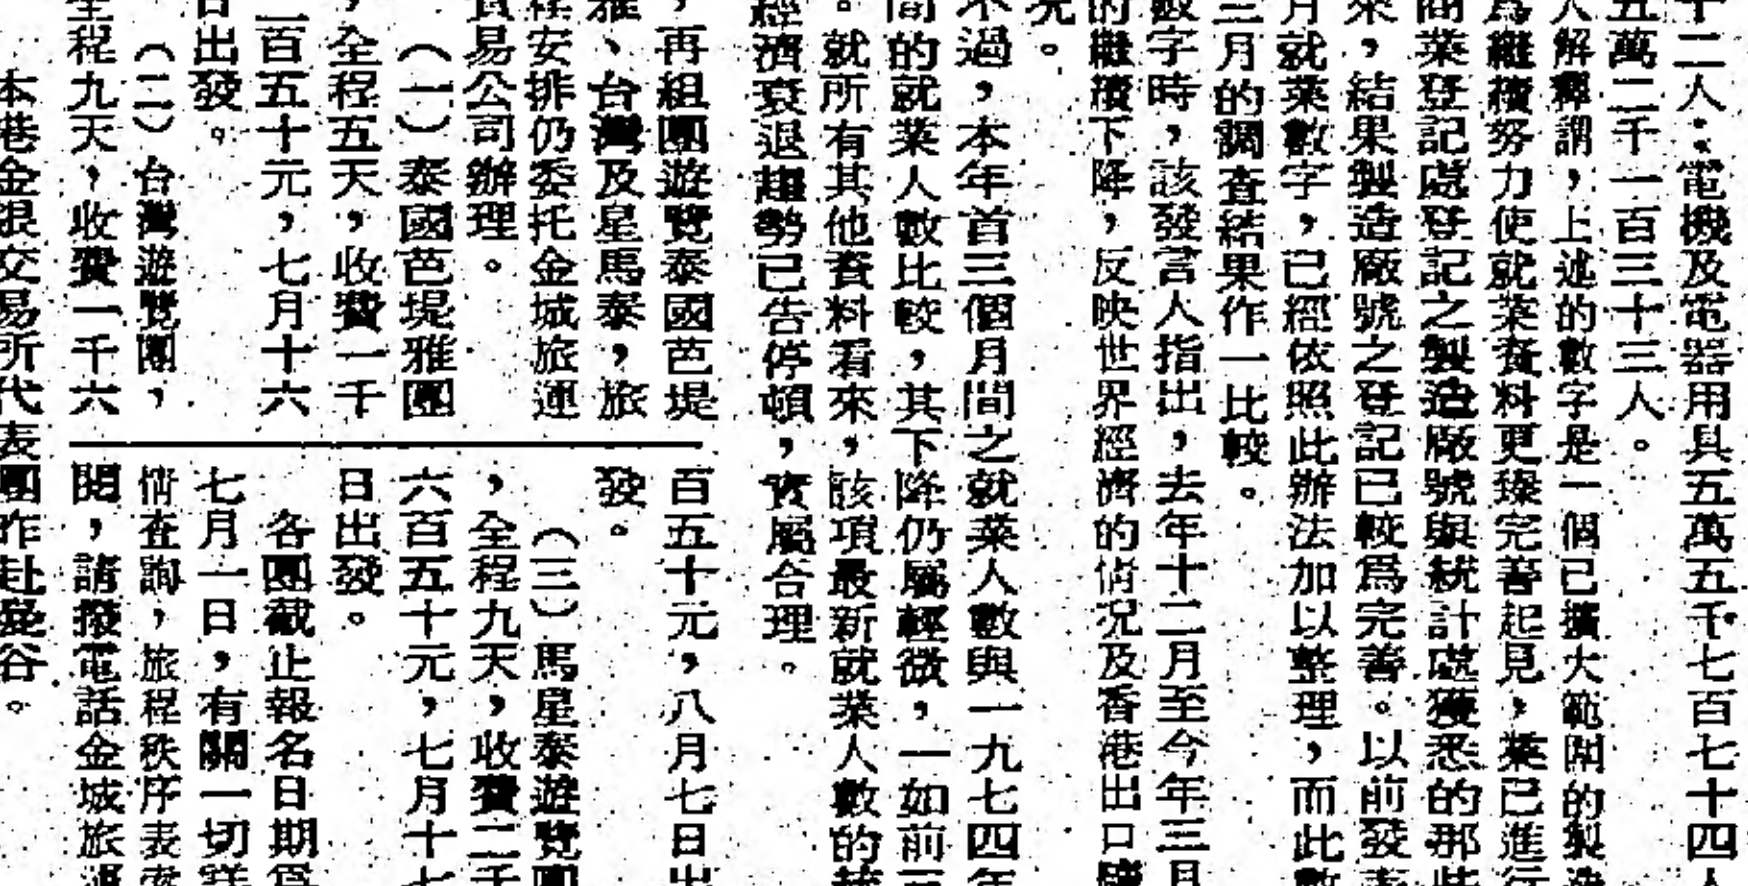 十二人：電機及電器用具五萬五千七百七十四人
五萬二千一百三十三人。
人解釋謂，上述的數字是一個已擴大範圍的製造
爲繼續努力使就業資料更臻完善起見，業已進行
商業登記處登記之製造廠號與統計處獲悉的那些
來，結果製造廠號之登記已較爲完善。以前發表
月就業數字，已經依照此辦法加以整理，而此數
三月的調查結果作一比較。
數字時，該發言人指出，去年十二月至今年三月
的繼續下降，反映世界經濟的情況及香港出口
況。
不過，本年首三個月間之就業人數與一九七四年
間的就業人數比較，其下降仍屬輕微，一如前三
。就所有其他資料看來，該項最新就業人數的統
經濟衰退趨勢已告停頓，實屬合理。
，再組團遊覽泰國芭堤
雅、台灣及星馬泰，旅
程安排仍委托金城旅運
貿易公司辦理。
（一）泰國芭堤雅團
，全程五天，收費一千
二百五十元，七月十六
日出發。
（二）台灣遊覽團，
全程九天，收費一千六
百五十元，八月七日出
發。
（三）馬星泰遊覽團
，全程九天，收費二千
六百五十元，七月十七
日出發。
各團截止報名日期爲
七月一日，有關一切詳
情查詢，旅程秩序表索
閱，請撥電話金城旅運
本港金銀交易所代表團昨赴曼谷。